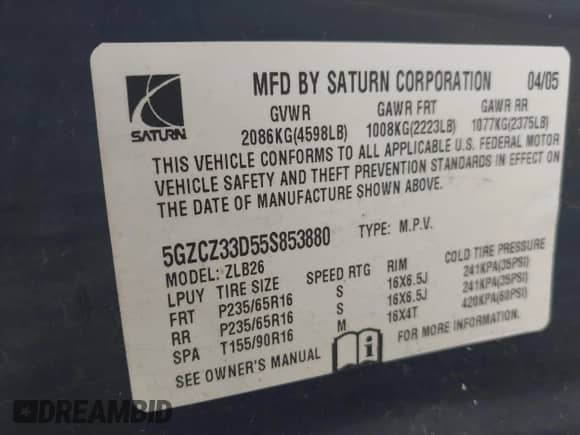 MFD BY SATURN CORPORATION 04/05
GVWR GAWR FRT GAWR RR
2086KG(4598LB) 1008KG(2223LB) 1077KG(2375LB)
SATURN
THIS VEHICLE CONFORMS TO ALL APPLICABLE U.S. FEDERAL MOTOR
VEHICLE SAFETY AND THEFT PREVENTION STANDARDS IN EFFECT ON
THE DATE OF MANUFACTURE SHOWN ABOVE.
5GZCZ33D55S853880 TYPE: M.P.V.
MODEL: ZLB26
LPUY TIRE SIZE SPEED RTG RIM COLD TIRE PRESSURE
FRT P235/65R16 S 16X6.5J 241KPA(35PSI)
RR P235/65R16 S 16X6.5J 241KPA(35PSI)
SPA T155/90R16 M 16X4T 420KPA(60PSI)
SEE OWNER'S MANUAL i FOR MORE INFORMATION.
DREAMBID